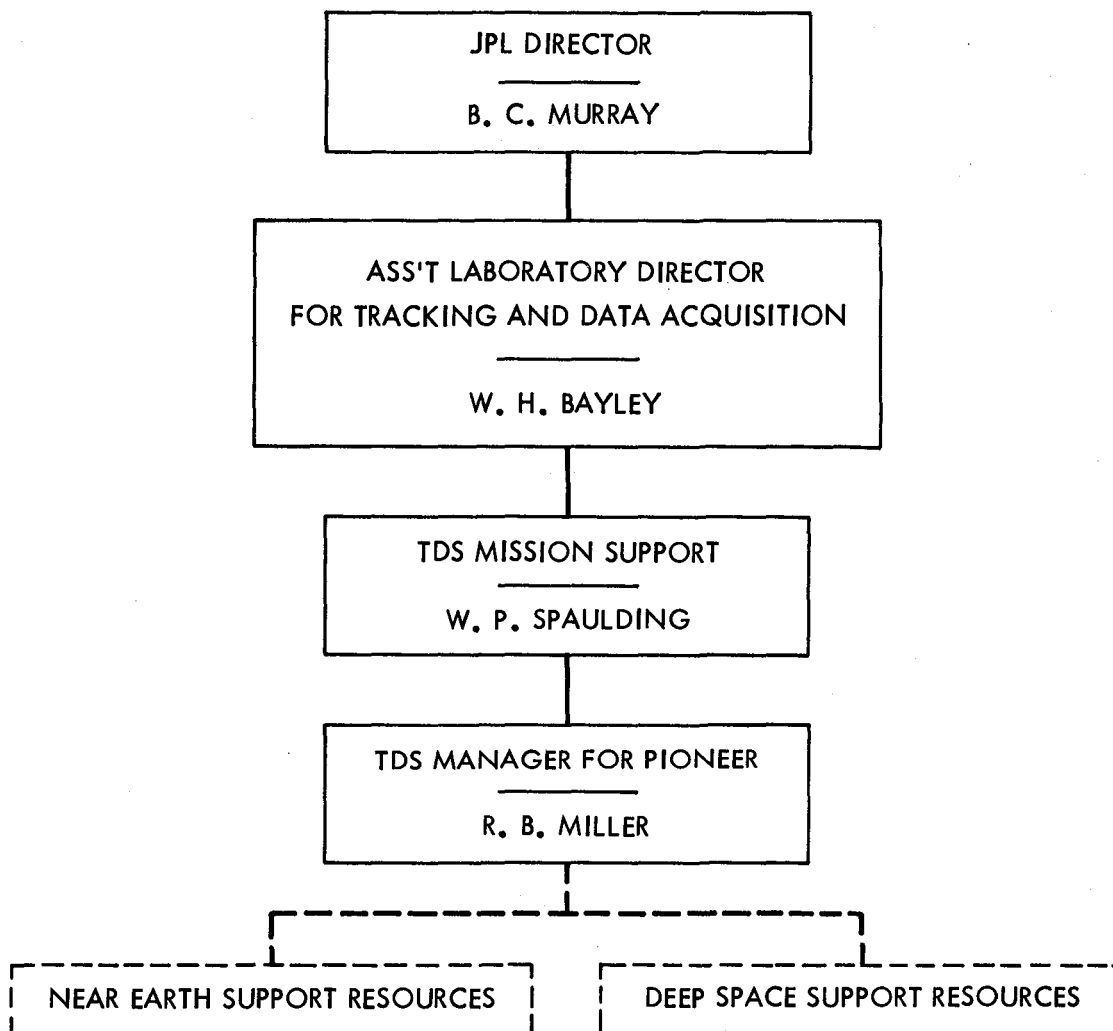 JPL DIRECTOR
B. C. MURRAY
ASS'T LABORATORY DIRECTOR
FOR TRACKING AND DATA ACQUISITION
W. H. BAYLEY
TDS MISSION SUPPORT
W. P. SPAULDING
TDS MANAGER FOR PIONEER
R. B. MILLER
NEAR EARTH SUPPORT RESOURCES
DEEP SPACE SUPPORT RESOURCES